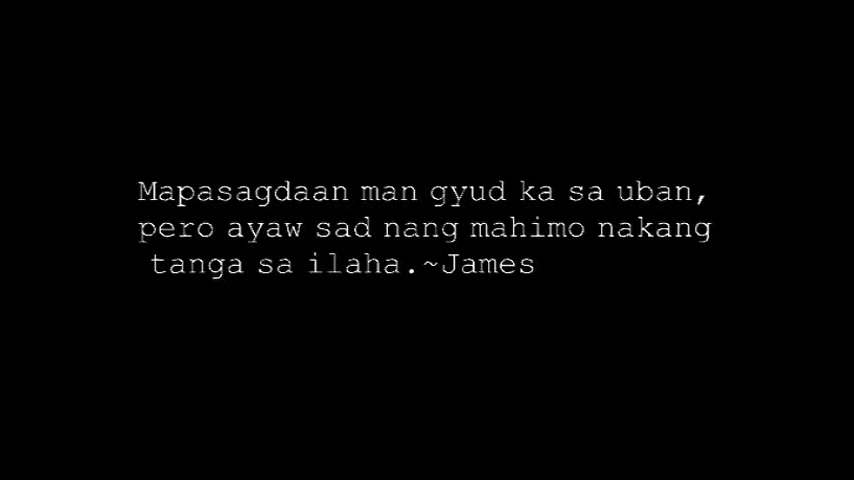 Mapasagdaan man gyud ka sa uban,
pero ayaw sad nang mahimo nakang
tanga sa ilaha.~James